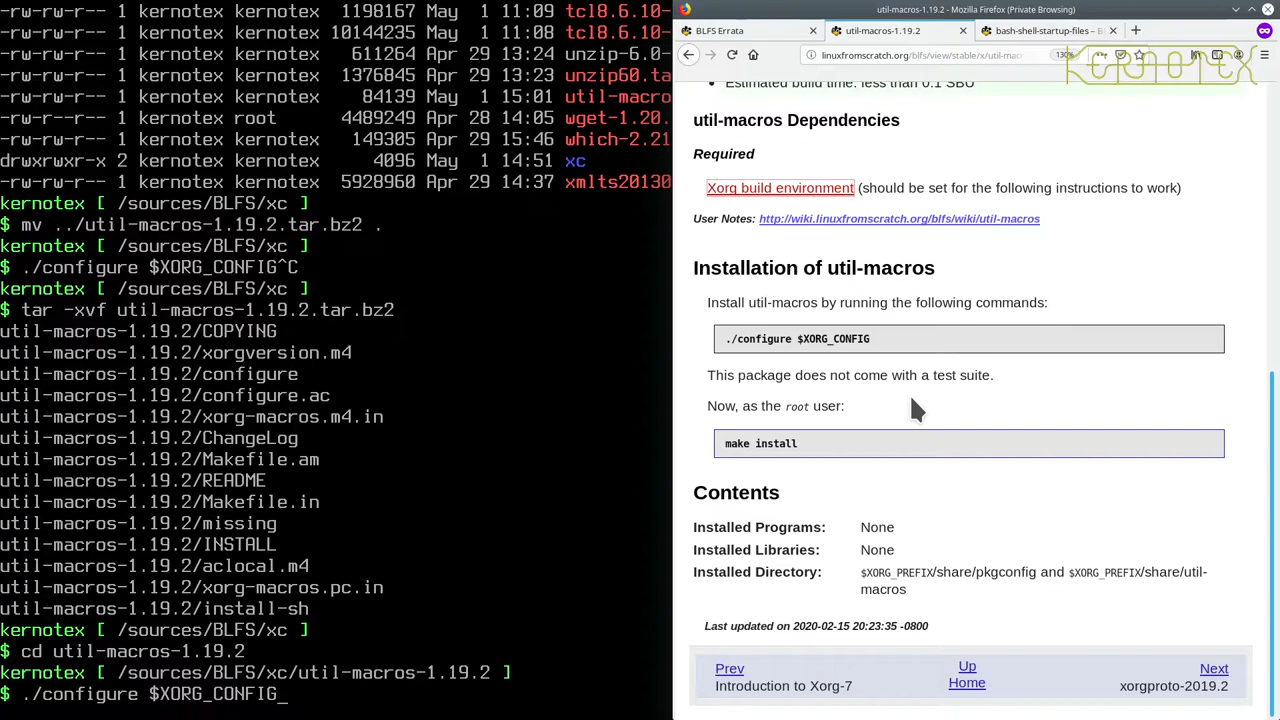 -rw-rw-r-- 1 kernotex kernotex  1198167 May  1 11:09 tcl8.6.10-
-rw-rw-r-- 1 kernotex kernotex 10144235 May  1 11:08 tcl8.6.10-
-rw-rw-r-- 1 kernotex kernotex   611264 Apr 29 13:24 unzip-6.0-
-rw-rw-r-- 1 kernotex kernotex  1376845 Apr 29 13:23 unzip60.ta
-rw-rw-r-- 1 kernotex kernotex    84139 May  1 15:01 util-macro
-rw-rw-r-- 1 kernotex root      4489249 Apr 28 14:05 wget-1.20.
-rw-rw-r-- 1 kernotex kernotex   149305 Apr 29 15:46 which-2.21
drwxrwxr-x 2 kernotex kernotex     4096 May  1 14:51 xc
-rw-rw-r-- 1 kernotex kernotex  5928960 Apr 29 14:37 xmlts20130
kernotex [ /sources/BLFS/xc ]
$ mv ../util-macros-1.19.2.tar.bz2 .
kernotex [ /sources/BLFS/xc ]
$ ./configure $XORG_CONFIG^C
kernotex [ /sources/BLFS/xc ]
$ tar -xvf util-macros-1.19.2.tar.bz2
util-macros-1.19.2/COPYING
util-macros-1.19.2/xorgversion.m4
util-macros-1.19.2/configure
util-macros-1.19.2/configure.ac
util-macros-1.19.2/xorg-macros.m4.in
util-macros-1.19.2/ChangeLog
util-macros-1.19.2/Makefile.am
util-macros-1.19.2/README
util-macros-1.19.2/Makefile.in
util-macros-1.19.2/missing
util-macros-1.19.2/INSTALL
util-macros-1.19.2/aclocal.m4
util-macros-1.19.2/xorg-macros.pc.in
util-macros-1.19.2/install-sh
kernotex [ /sources/BLFS/xc ]
$ cd util-macros-1.19.2
kernotex [ /sources/BLFS/xc/util-macros-1.19.2 ]
$ ./configure $XORG_CONFIG_
util-macros-1.19.2 - Mozilla Firefox (Private Browsing)
BLFS Errata
util-macros-1.19.2
bash-shell-startup-files – B
linuxfromscratch.org/blfs/view/stable/x/util-mac
130%
kernotex
Estimated build time: less than 0.1 SBU
util-macros Dependencies
Required
Xorg build environment (should be set for the following instructions to work)
User Notes: http://wiki.linuxfromscratch.org/blfs/wiki/util-macros
Installation of util-macros
Install util-macros by running the following commands:
./configure $XORG_CONFIG
This package does not come with a test suite.
Now, as the root user:
make install
Contents
Installed Programs: None
Installed Libraries: None
Installed Directory: $XORG_PREFIX/share/pkgconfig and $XORG_PREFIX/share/util-
macros
Last updated on 2020-02-15 20:23:35 -0800
Prev Up Next
Introduction to Xorg-7 Home xorgproto-2019.2